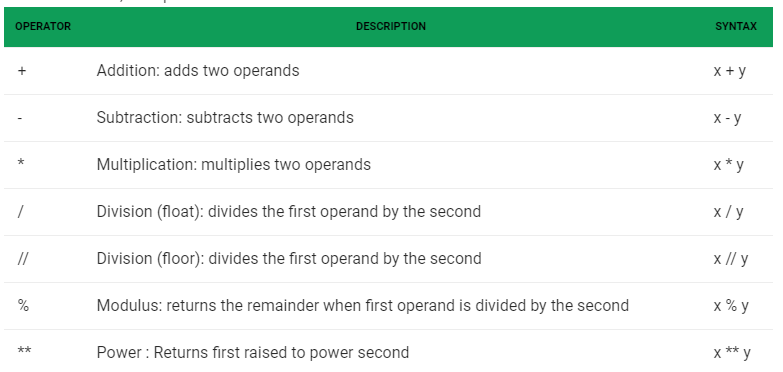 OPERATOR DESCRIPTION SYNTAX
+ Addition: adds two operands x + y
- Subtraction: subtracts two operands x - y
* Multiplication: multiplies two operands x * y
/ Division (float): divides the first operand by the second x / y
// Division (floor): divides the first operand by the second x // y
% Modulus: returns the remainder when first operand is divided by the second x % y
** Power : Returns first raised to power second x ** y